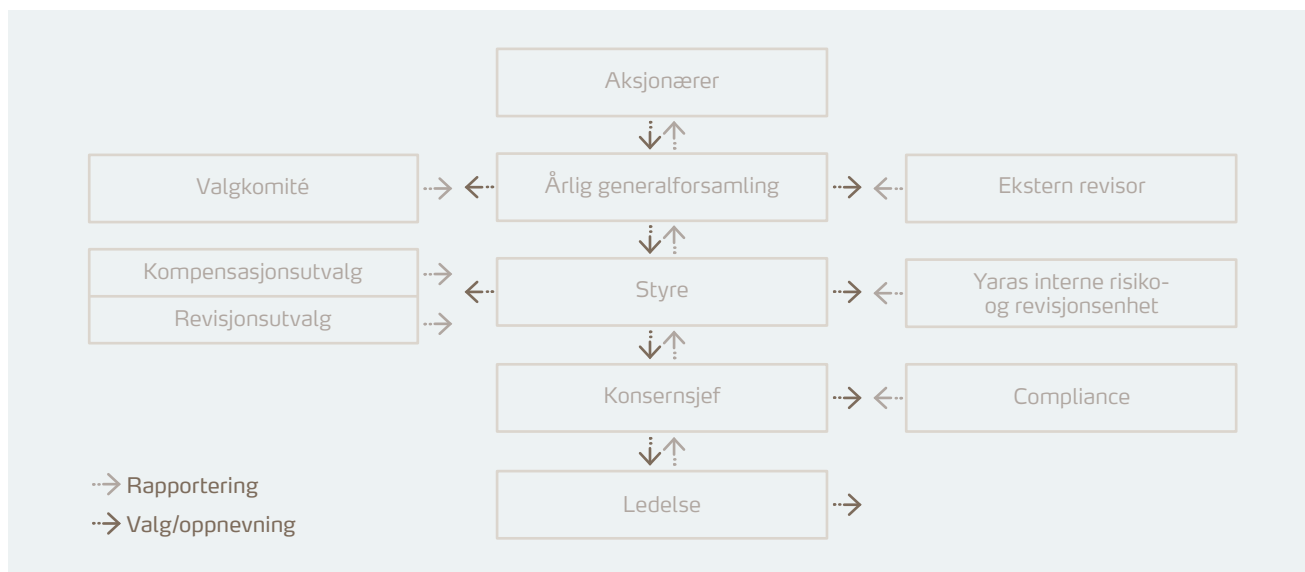 Aksjonærer
Valgkomité
Årlig generalforsamling
Ekstern revisor
Kompensasjonsutvalg
Revisjonsutvalg
Styre
Yaras interne risiko-
og revisjonsenhet
Konsernsjef
Compliance
Ledelse
Rapportering
Valg/oppnevning